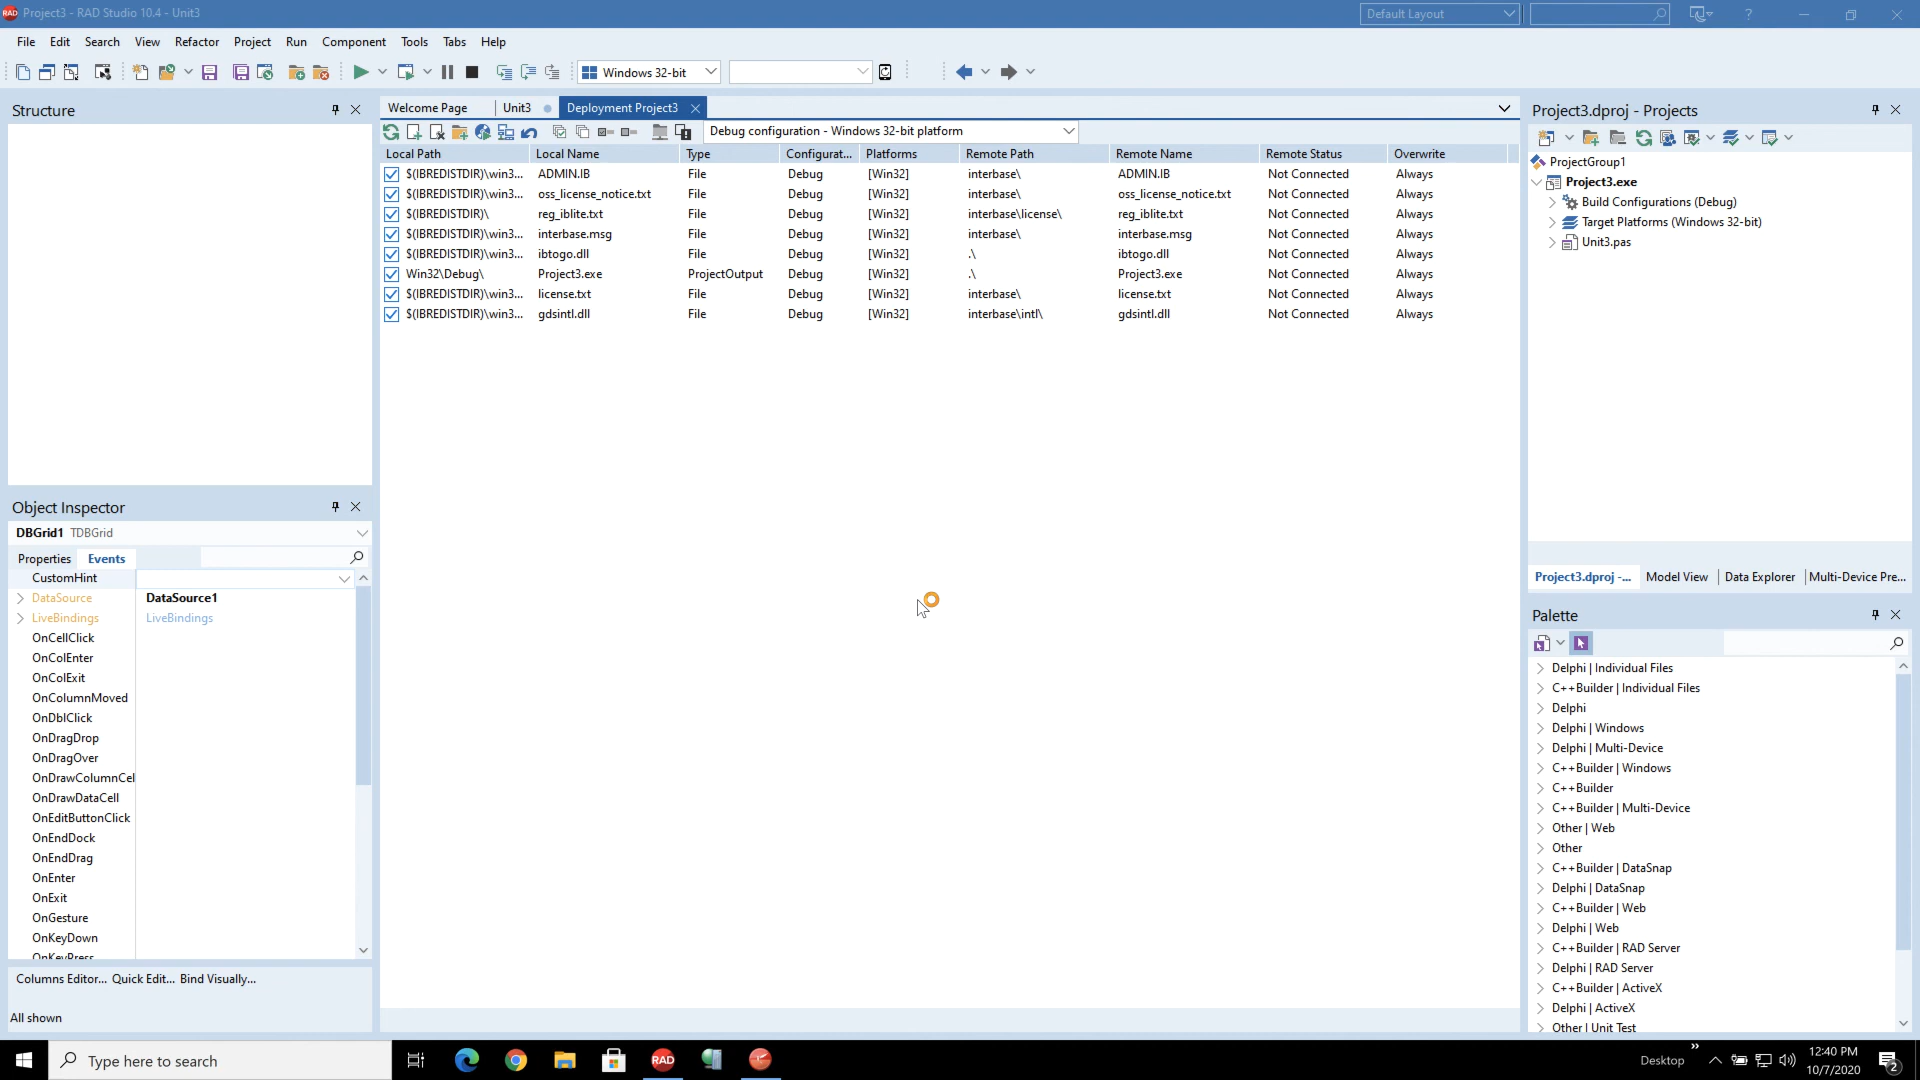 RAD Project3 - RAD Studio 10.4 - Unit3
Default Layout
?
File Edit Search View Refactor Project Run Component Tools Tabs Help
Windows 32-bit
Structure
Welcome Page Unit3 Deployment Project3
Project3.dproj - Projects
Debug configuration - Windows 32-bit platform
Local Path Local Name Type Configurat... Platforms Remote Path Remote Name Remote Status Overwrite
$(IBREDISTDIR)\win3... ADMIN.IB File Debug [Win32] interbase\ ADMIN.IB Not Connected Always
$(IBREDISTDIR)\win3... oss_license_notice.txt File Debug [Win32] interbase\ oss_license_notice.txt Not Connected Always
$(IBREDISTDIR)\ reg_iblite.txt File Debug [Win32] interbase\license\ reg_iblite.txt Not Connected Always
$(IBREDISTDIR)\win3... interbase.msg File Debug [Win32] interbase\ interbase.msg Not Connected Always
$(IBREDISTDIR)\win3... ibtogo.dll File Debug [Win32] .\ ibtogo.dll Not Connected Always
Win32\Debug\ Project3.exe ProjectOutput Debug [Win32] .\ Project3.exe Not Connected Always
$(IBREDISTDIR)\win3... license.txt File Debug [Win32] interbase\ license.txt Not Connected Always
$(IBREDISTDIR)\win3... gdsintl.dll File Debug [Win32] interbase\intl\ gdsintl.dll Not Connected Always
ProjectGroup1
Project3.exe
Build Configurations (Debug)
Target Platforms (Windows 32-bit)
Unit3.pas
Object Inspector
DBGrid1 TDBGrid
Properties Events
CustomHint
DataSource DataSource1
LiveBindings LiveBindings
OnCellClick
OnColEnter
OnColExit
OnColumnMoved
OnDblClick
OnDragDrop
OnDragOver
OnDrawColumnCel
OnDrawDataCell
OnEditButtonClick
OnEndDock
OnEndDrag
OnEnter
OnExit
OnGesture
OnKeyDown
OnKeyPress
Columns Editor... Quick Edit... Bind Visually...
All shown
Project3.dproj -... Model View Data Explorer Multi-Device Pre...
Palette
Delphi | Individual Files
C++Builder | Individual Files
Delphi
Delphi | Windows
Delphi | Multi-Device
C++Builder | Windows
C++Builder
C++Builder | Multi-Device
Other | Web
Other
C++Builder | DataSnap
Delphi | DataSnap
C++Builder | Web
Delphi | Web
C++Builder | RAD Server
Delphi | RAD Server
C++Builder | ActiveX
Delphi | ActiveX
Other | Unit Test
Type here to search
RAD
Desktop
»
12:40 PM
10/7/2020
2